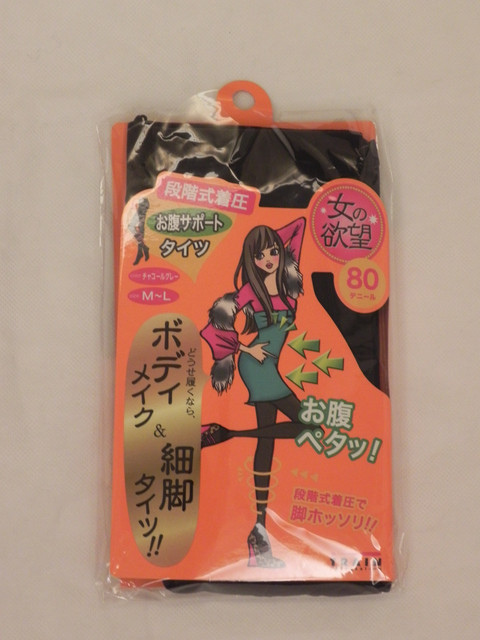 段階式着圧
お腹サポート
タイツ
チャコールグレー
M~L
女の
欲望
80
デニール
どうせ履くなら、
ボディ
メイク
&
細脚
タイツ!!
お腹
ペタッ!
段階式着圧で
脚ホッソリ!!
TRAIN